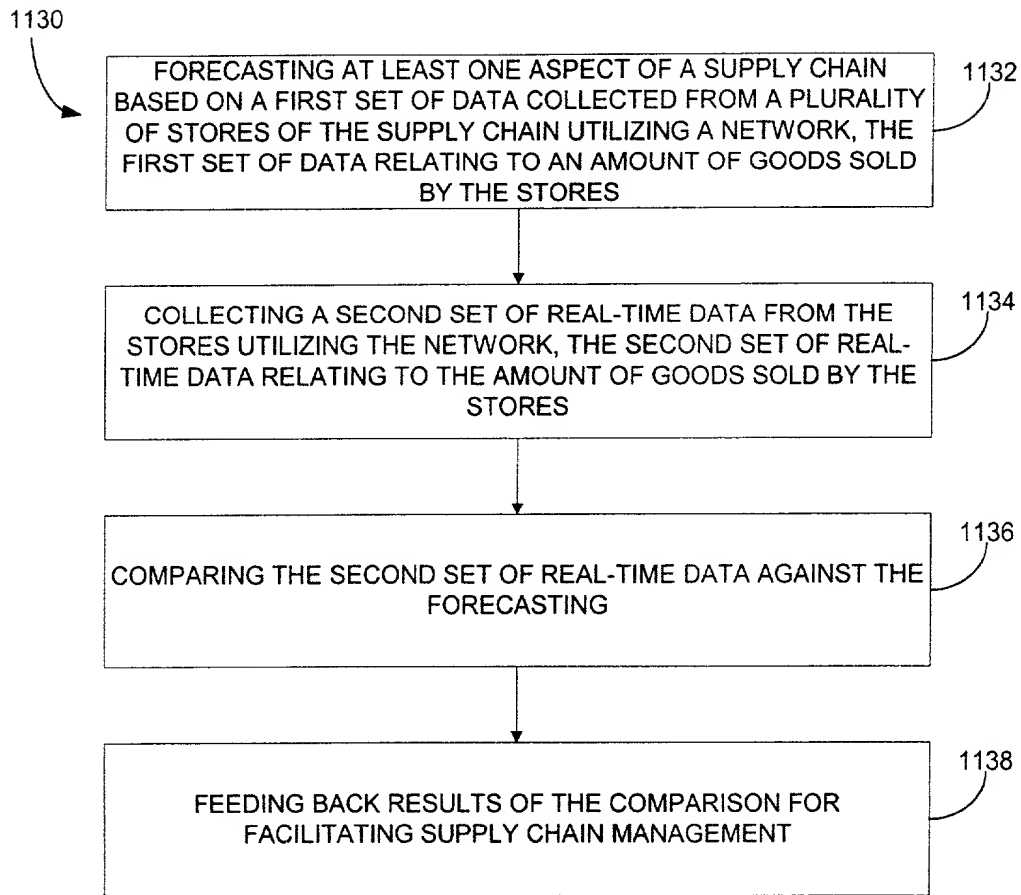 1130
FORECASTING AT LEAST ONE ASPECT OF A SUPPLY CHAIN
BASED ON A FIRST SET OF DATA COLLECTED FROM A PLURALITY
OF STORES OF THE SUPPLY CHAIN UTILIZING A NETWORK, THE
FIRST SET OF DATA RELATING TO AN AMOUNT OF GOODS SOLD
BY THE STORES
1132
COLLECTING A SECOND SET OF REAL-TIME DATA FROM THE
STORES UTILIZING THE NETWORK, THE SECOND SET OF REAL-
TIME DATA RELATING TO THE AMOUNT OF GOODS SOLD BY THE
STORES
1134
COMPARING THE SECOND SET OF REAL-TIME DATA AGAINST THE
FORECASTING
1136
FEEDING BACK RESULTS OF THE COMPARISON FOR
FACILITATING SUPPLY CHAIN MANAGEMENT
1138